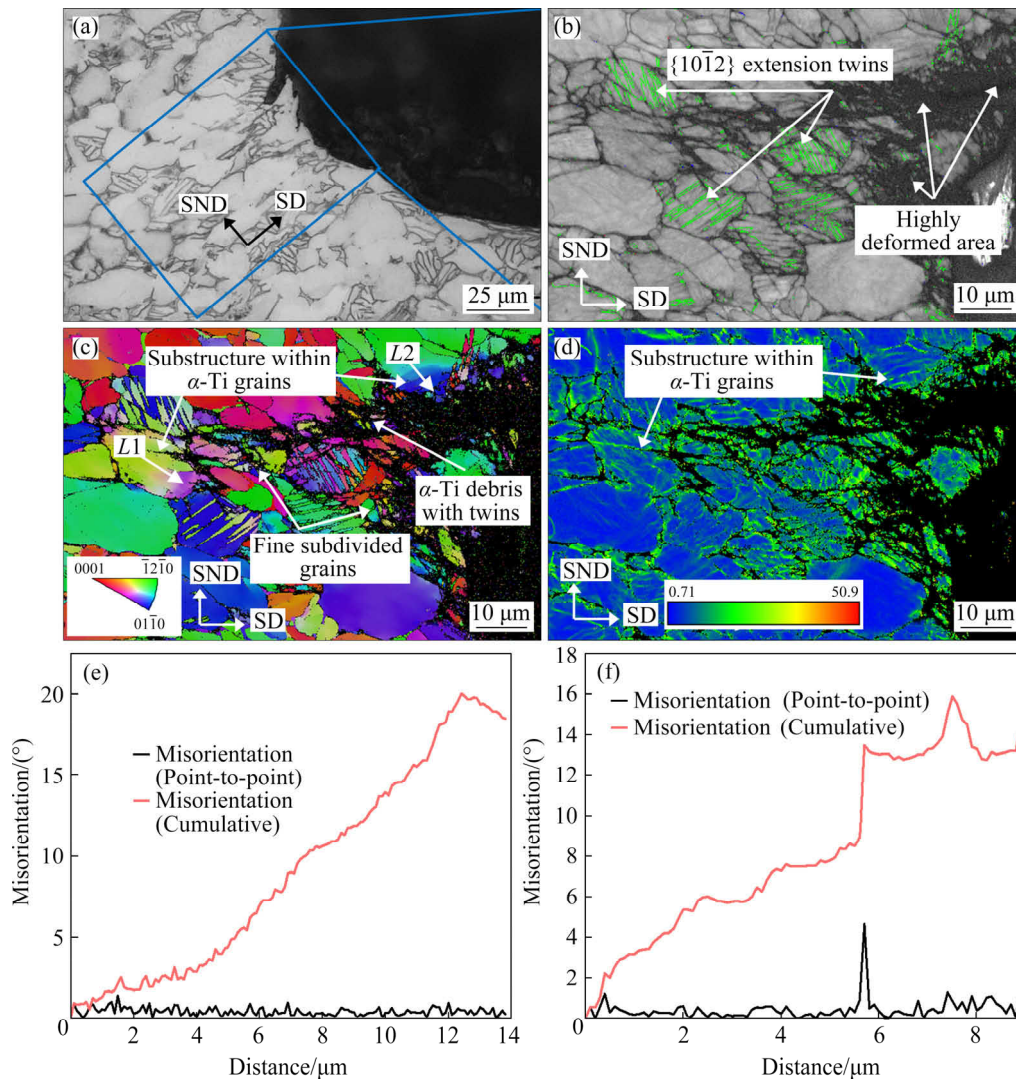 (a)
SND
SD
25 μm
(b)
{101̄2} extension twins
Highly
deformed area
SND
SD
10 μm
(c)
Substructure within
α-Ti grains
L2
L1
α-Ti debris
with twins
Fine subdivided
grains
0001
1̄21̄0
011̄0
SND
SD
10 μm
(d)
Substructure within
α-Ti grains
SND
SD
0.71
50.9
10 μm
(e)
Misorientation/(°)
20
15
10
5
Misorientation
(Point-to-point)
Misorientation
(Cumulative)
0 2 4 6 8 10 12 14
Distance/μm
(f)
Misorientation/(°)
18
16
14
12
10
8
6
4
2
Misorientation (Point-to-point)
Misorientation (Cumulative)
0 2 4 6 8
Distance/μm